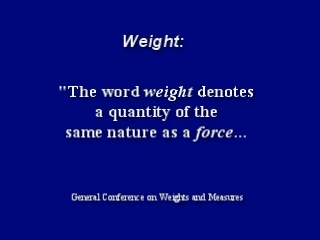 Weight:
"The word weight denotes
a quantity of the
same nature as a force...
General Conference on Weights and Measures